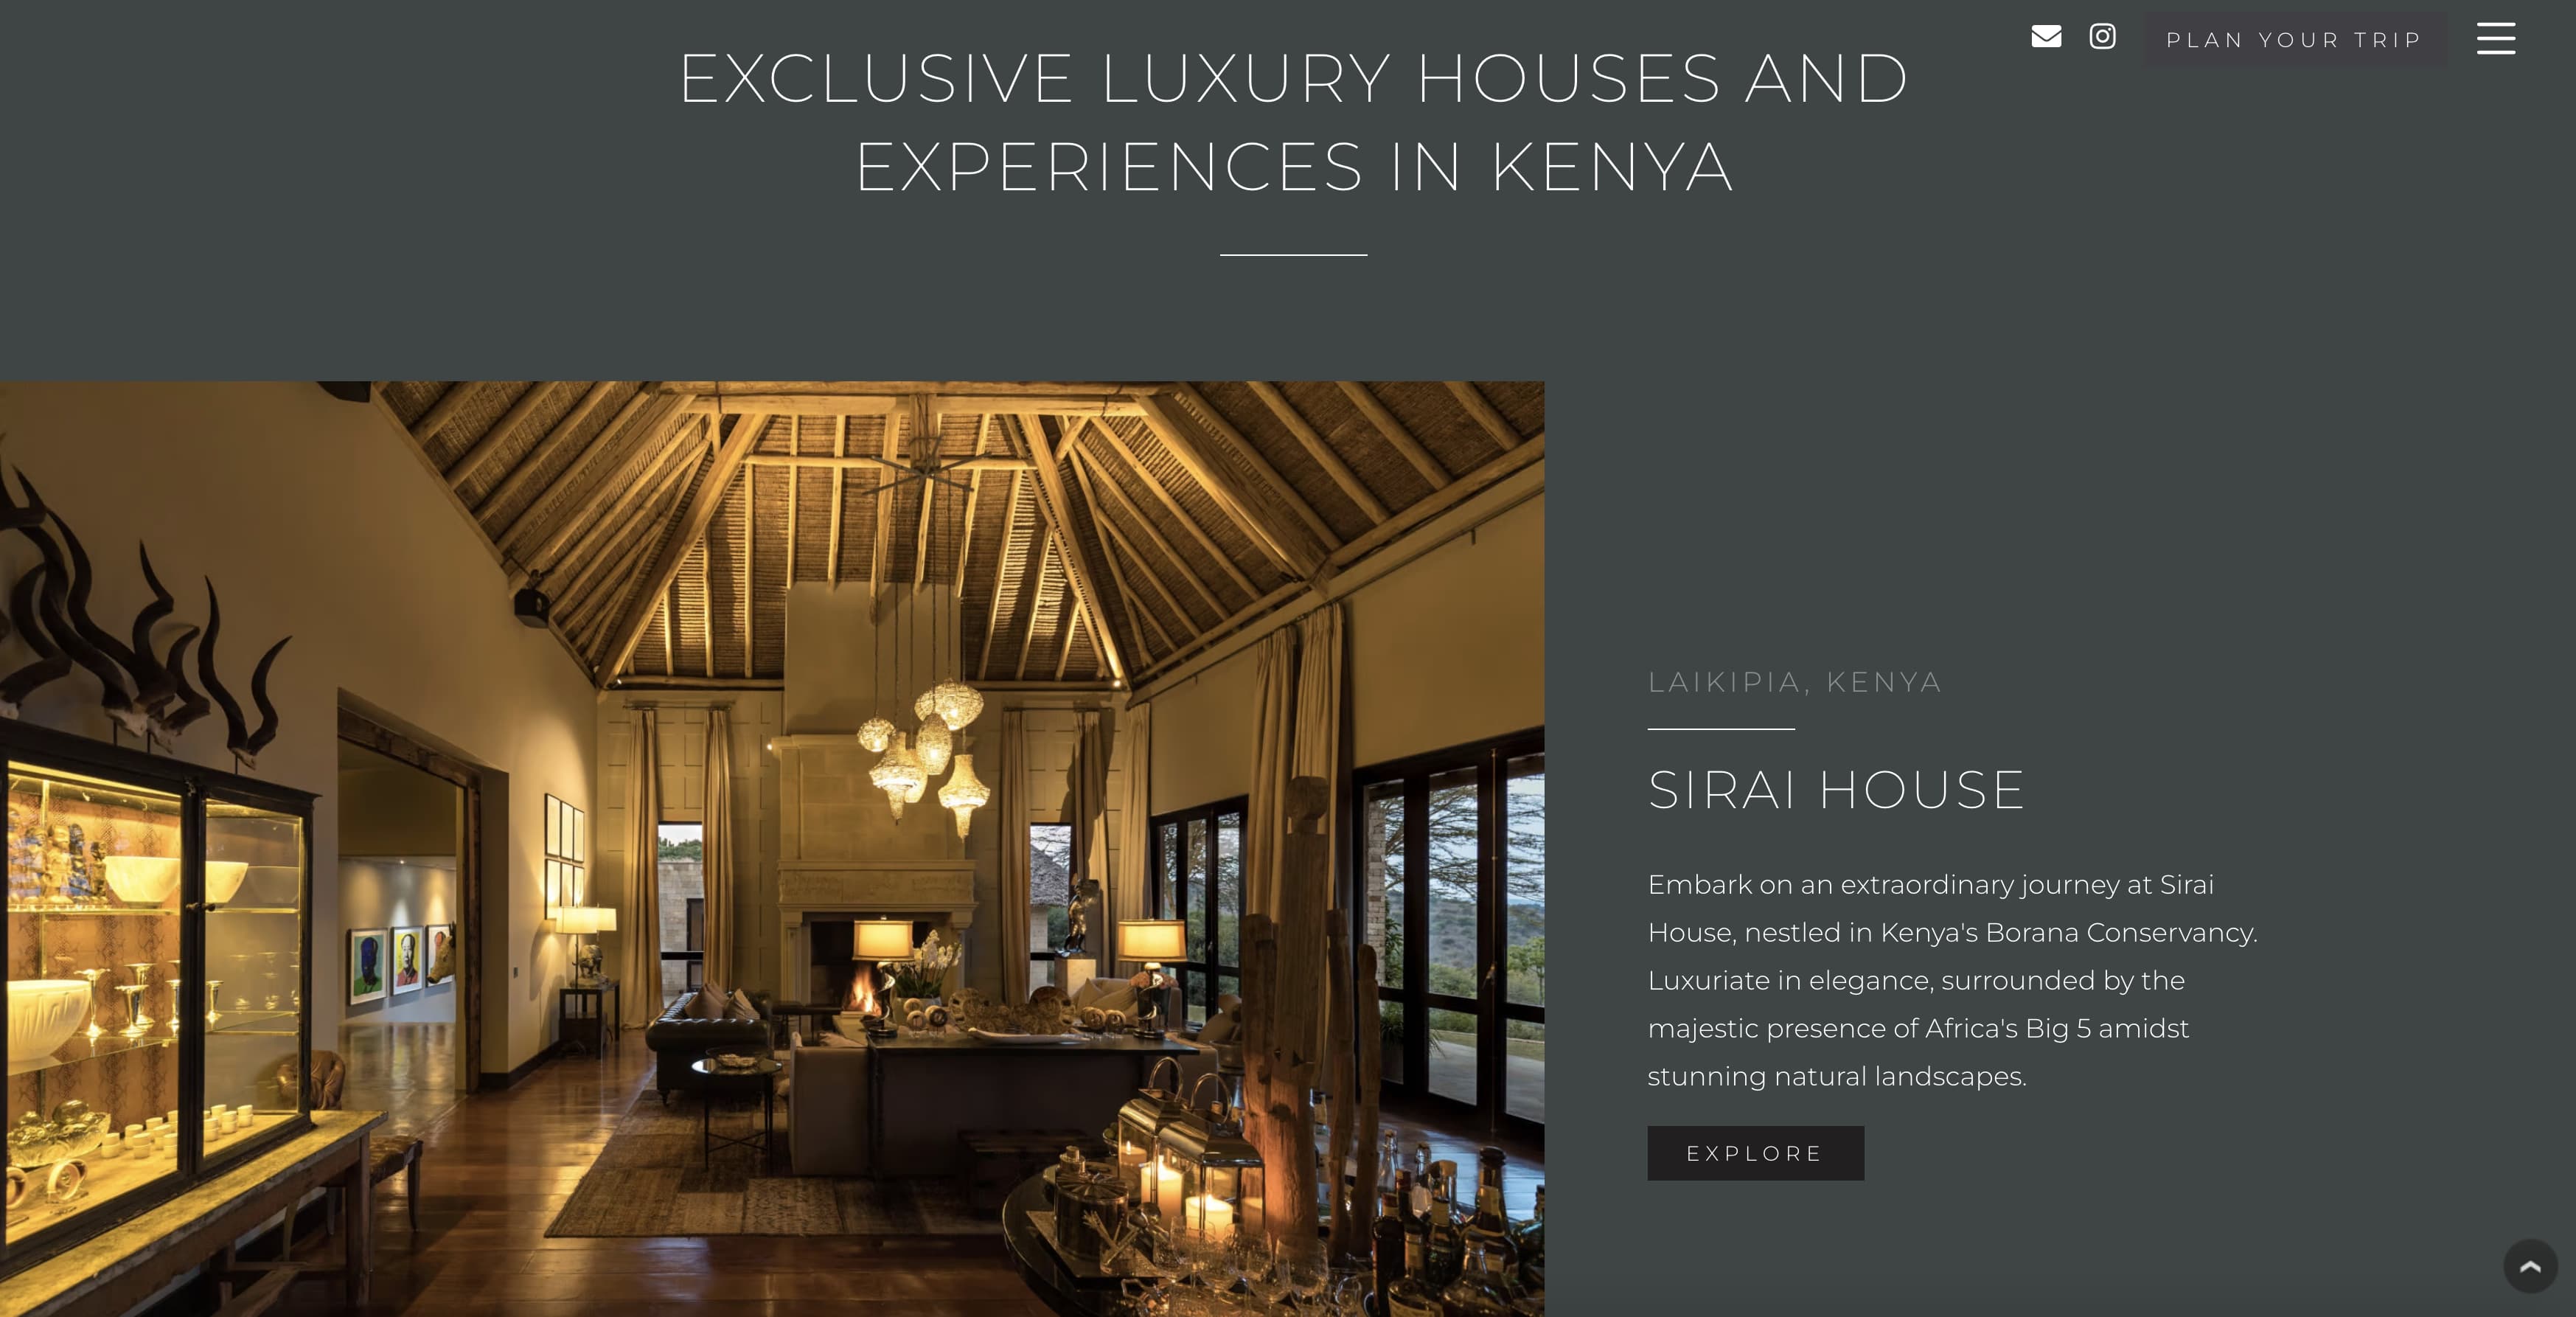 PLAN YOUR TRIP
EXCLUSIVE LUXURY HOUSES AND
EXPERIENCES IN KENYA
LAIKIPIA, KENYA
SIRAI HOUSE
Embark on an extraordinary journey at Sirai
House, nestled in Kenya's Borana Conservancy.
Luxuriate in elegance, surrounded by the
majestic presence of Africa's Big 5 amidst
stunning natural landscapes.
EXPLORE